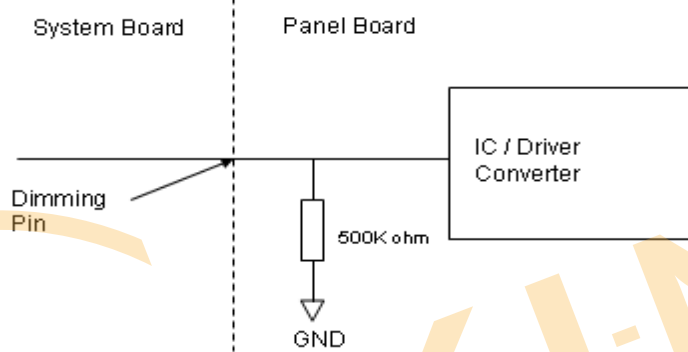 System Board
Panel Board
IC / Driver
Converter
Dimming
Pin
500K ohm
GND